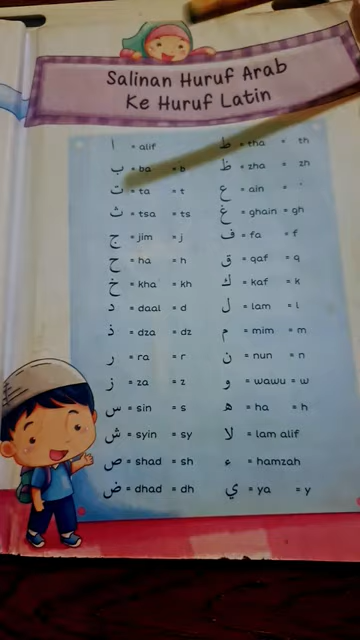 Salinan Huruf Arab
Ke Huruf Latin
ا = alif
ب = ba = b
ت = ta = t
ث = tsa = ts
ج = jim = j
ح = ha = h
خ = kha = kh
د = daal = d
ذ = dza = dz
ر = ra = r
ز = za = z
س = sin = s
ش = syin = sy
ص = shad = sh
ض = dhad = dh
ط = tha = th
ظ = zha = zh
ع = ain = '
غ = ghain = gh
ف = fa = f
ق = qaf = q
ك = kaf = k
ل = lam = l
م = mim = m
ن = nun = n
و = wawu = w
ه = ha = h
لا = lam alif
ء = hamzah
ي = ya = y